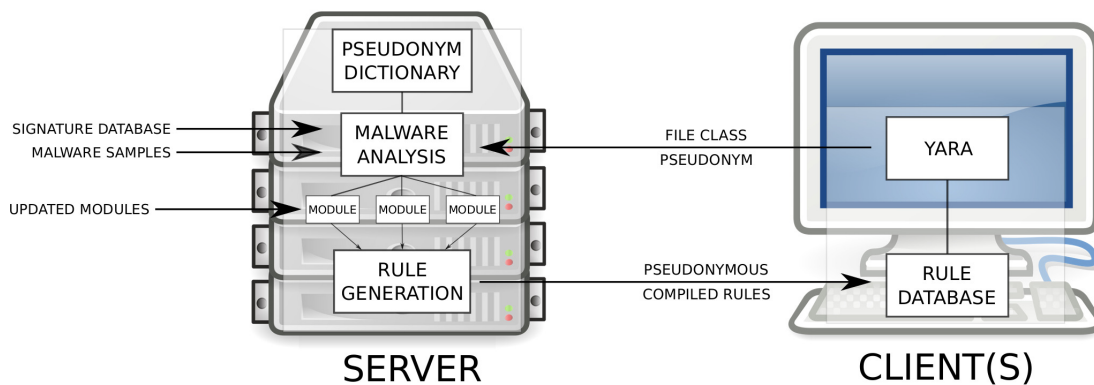 PSEUDONYM
DICTIONARY
SIGNATURE DATABASE
MALWARE SAMPLES
MALWARE
ANALYSIS
FILE CLASS
PSEUDONYM
YARA
UPDATED MODULES
MODULE
MODULE
MODULE
RULE
GENERATION
PSEUDONYMOUS
COMPILED RULES
RULE
DATABASE
SERVER
CLIENT(S)